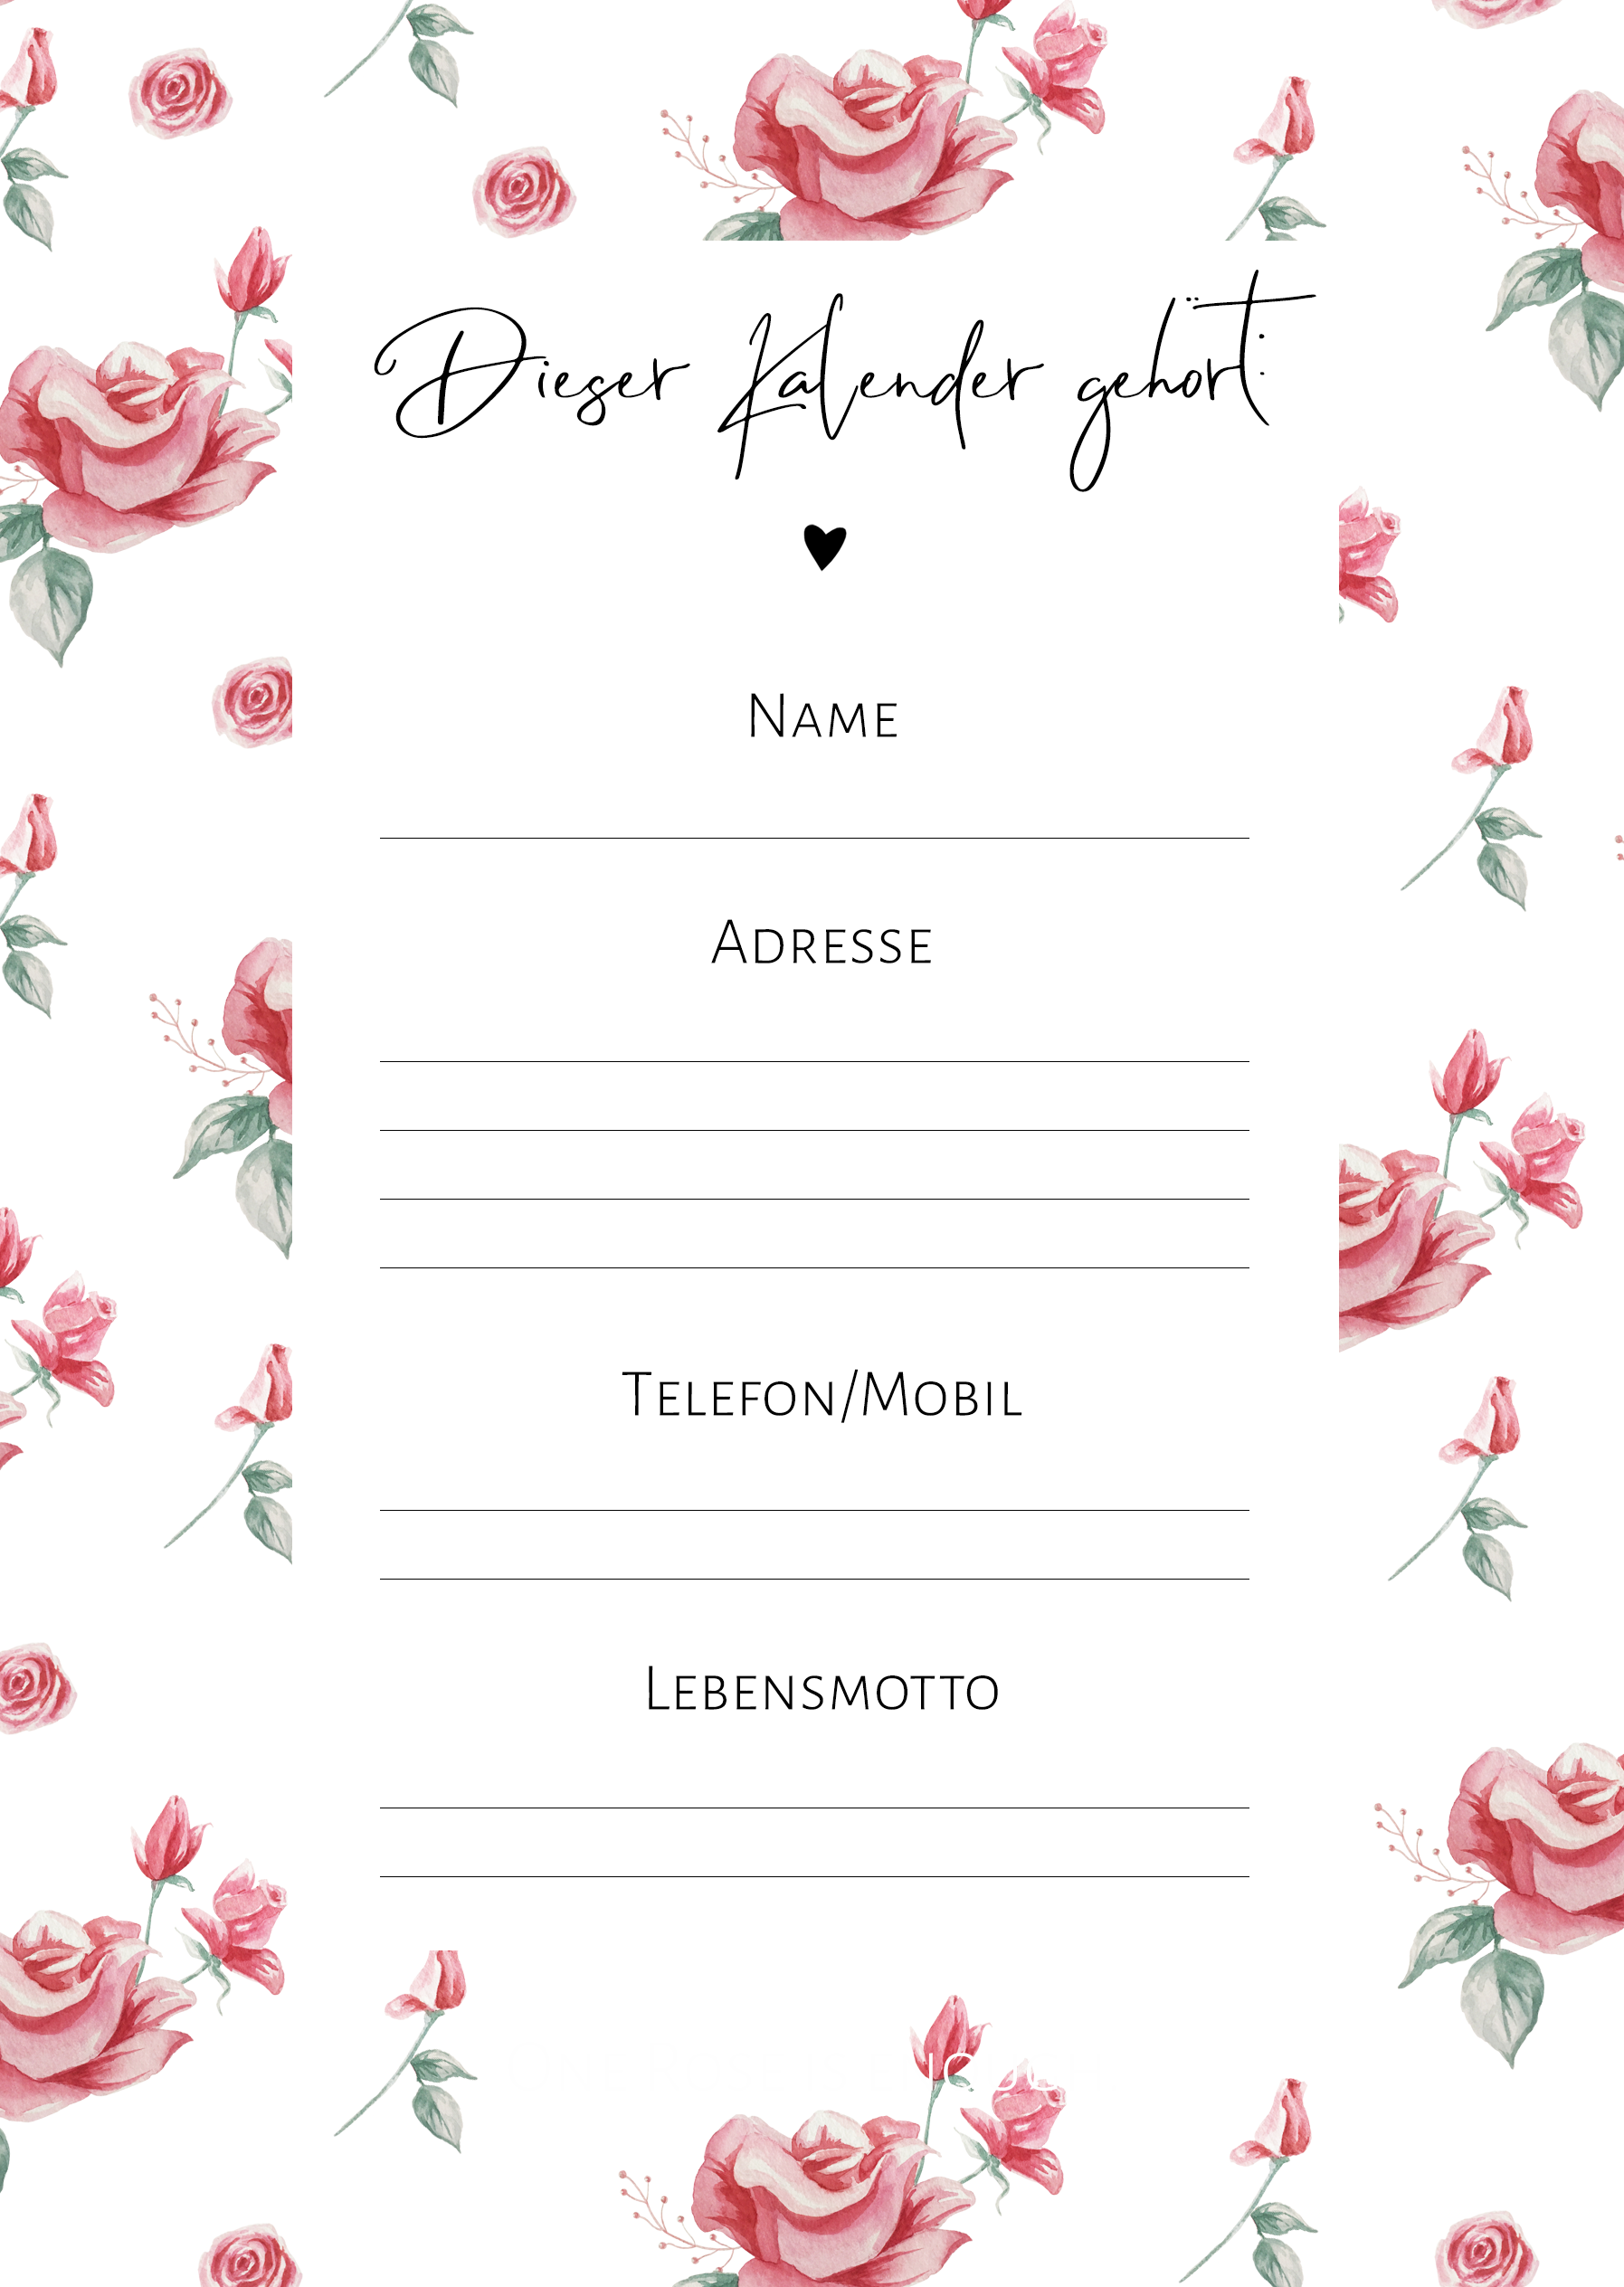 Dieser Kalender gehört:
Name
Adresse
Telefon/Mobil
Lebensmotto